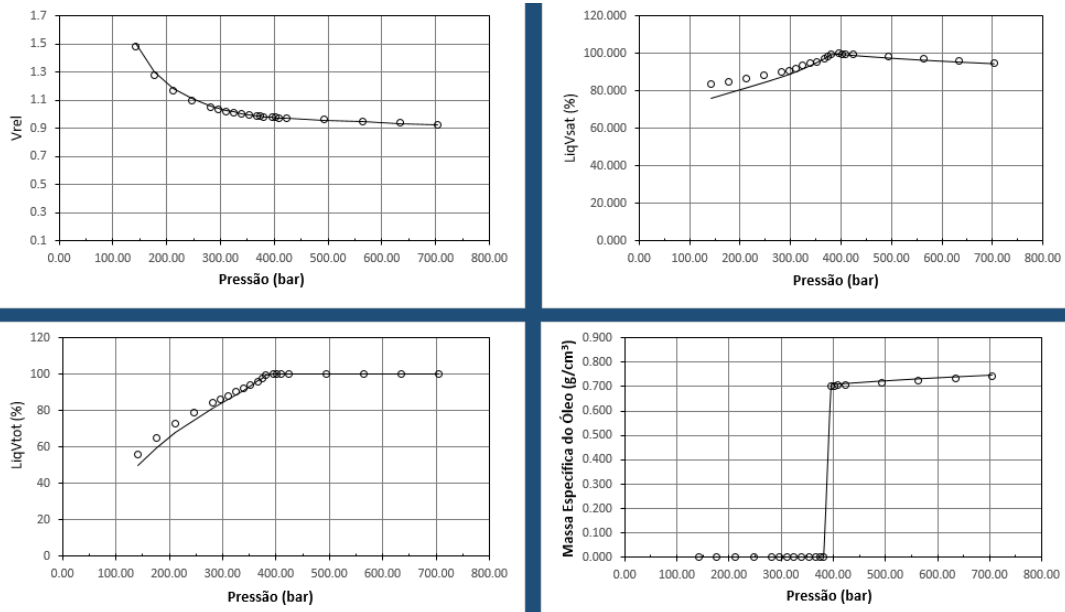 1.7
1.5
1.3
1.1
0.9
0.7
0.5
0.3
0.1
Vrel
0.00 100.00 200.00 300.00 400.00 500.00 600.00 700.00 800.00
Pressão (bar)
120.000
100.000
80.000
60.000
40.000
20.000
0.000
LiqVsat (%)
0.00 100.00 200.00 300.00 400.00 500.00 600.00 700.00 800.00
Pressão (bar)
120
100
80
60
40
20
0
LiqVtot (%)
0.00 100.00 200.00 300.00 400.00 500.00 600.00 700.00 800.00
Pressão (bar)
0.900
0.800
0.700
0.600
0.500
0.400
0.300
0.200
0.100
0.000
Massa Específica do Óleo (g/cm³)
0.00 100.00 200.00 300.00 400.00 500.00 600.00 700.00 800.00
Pressão (bar)